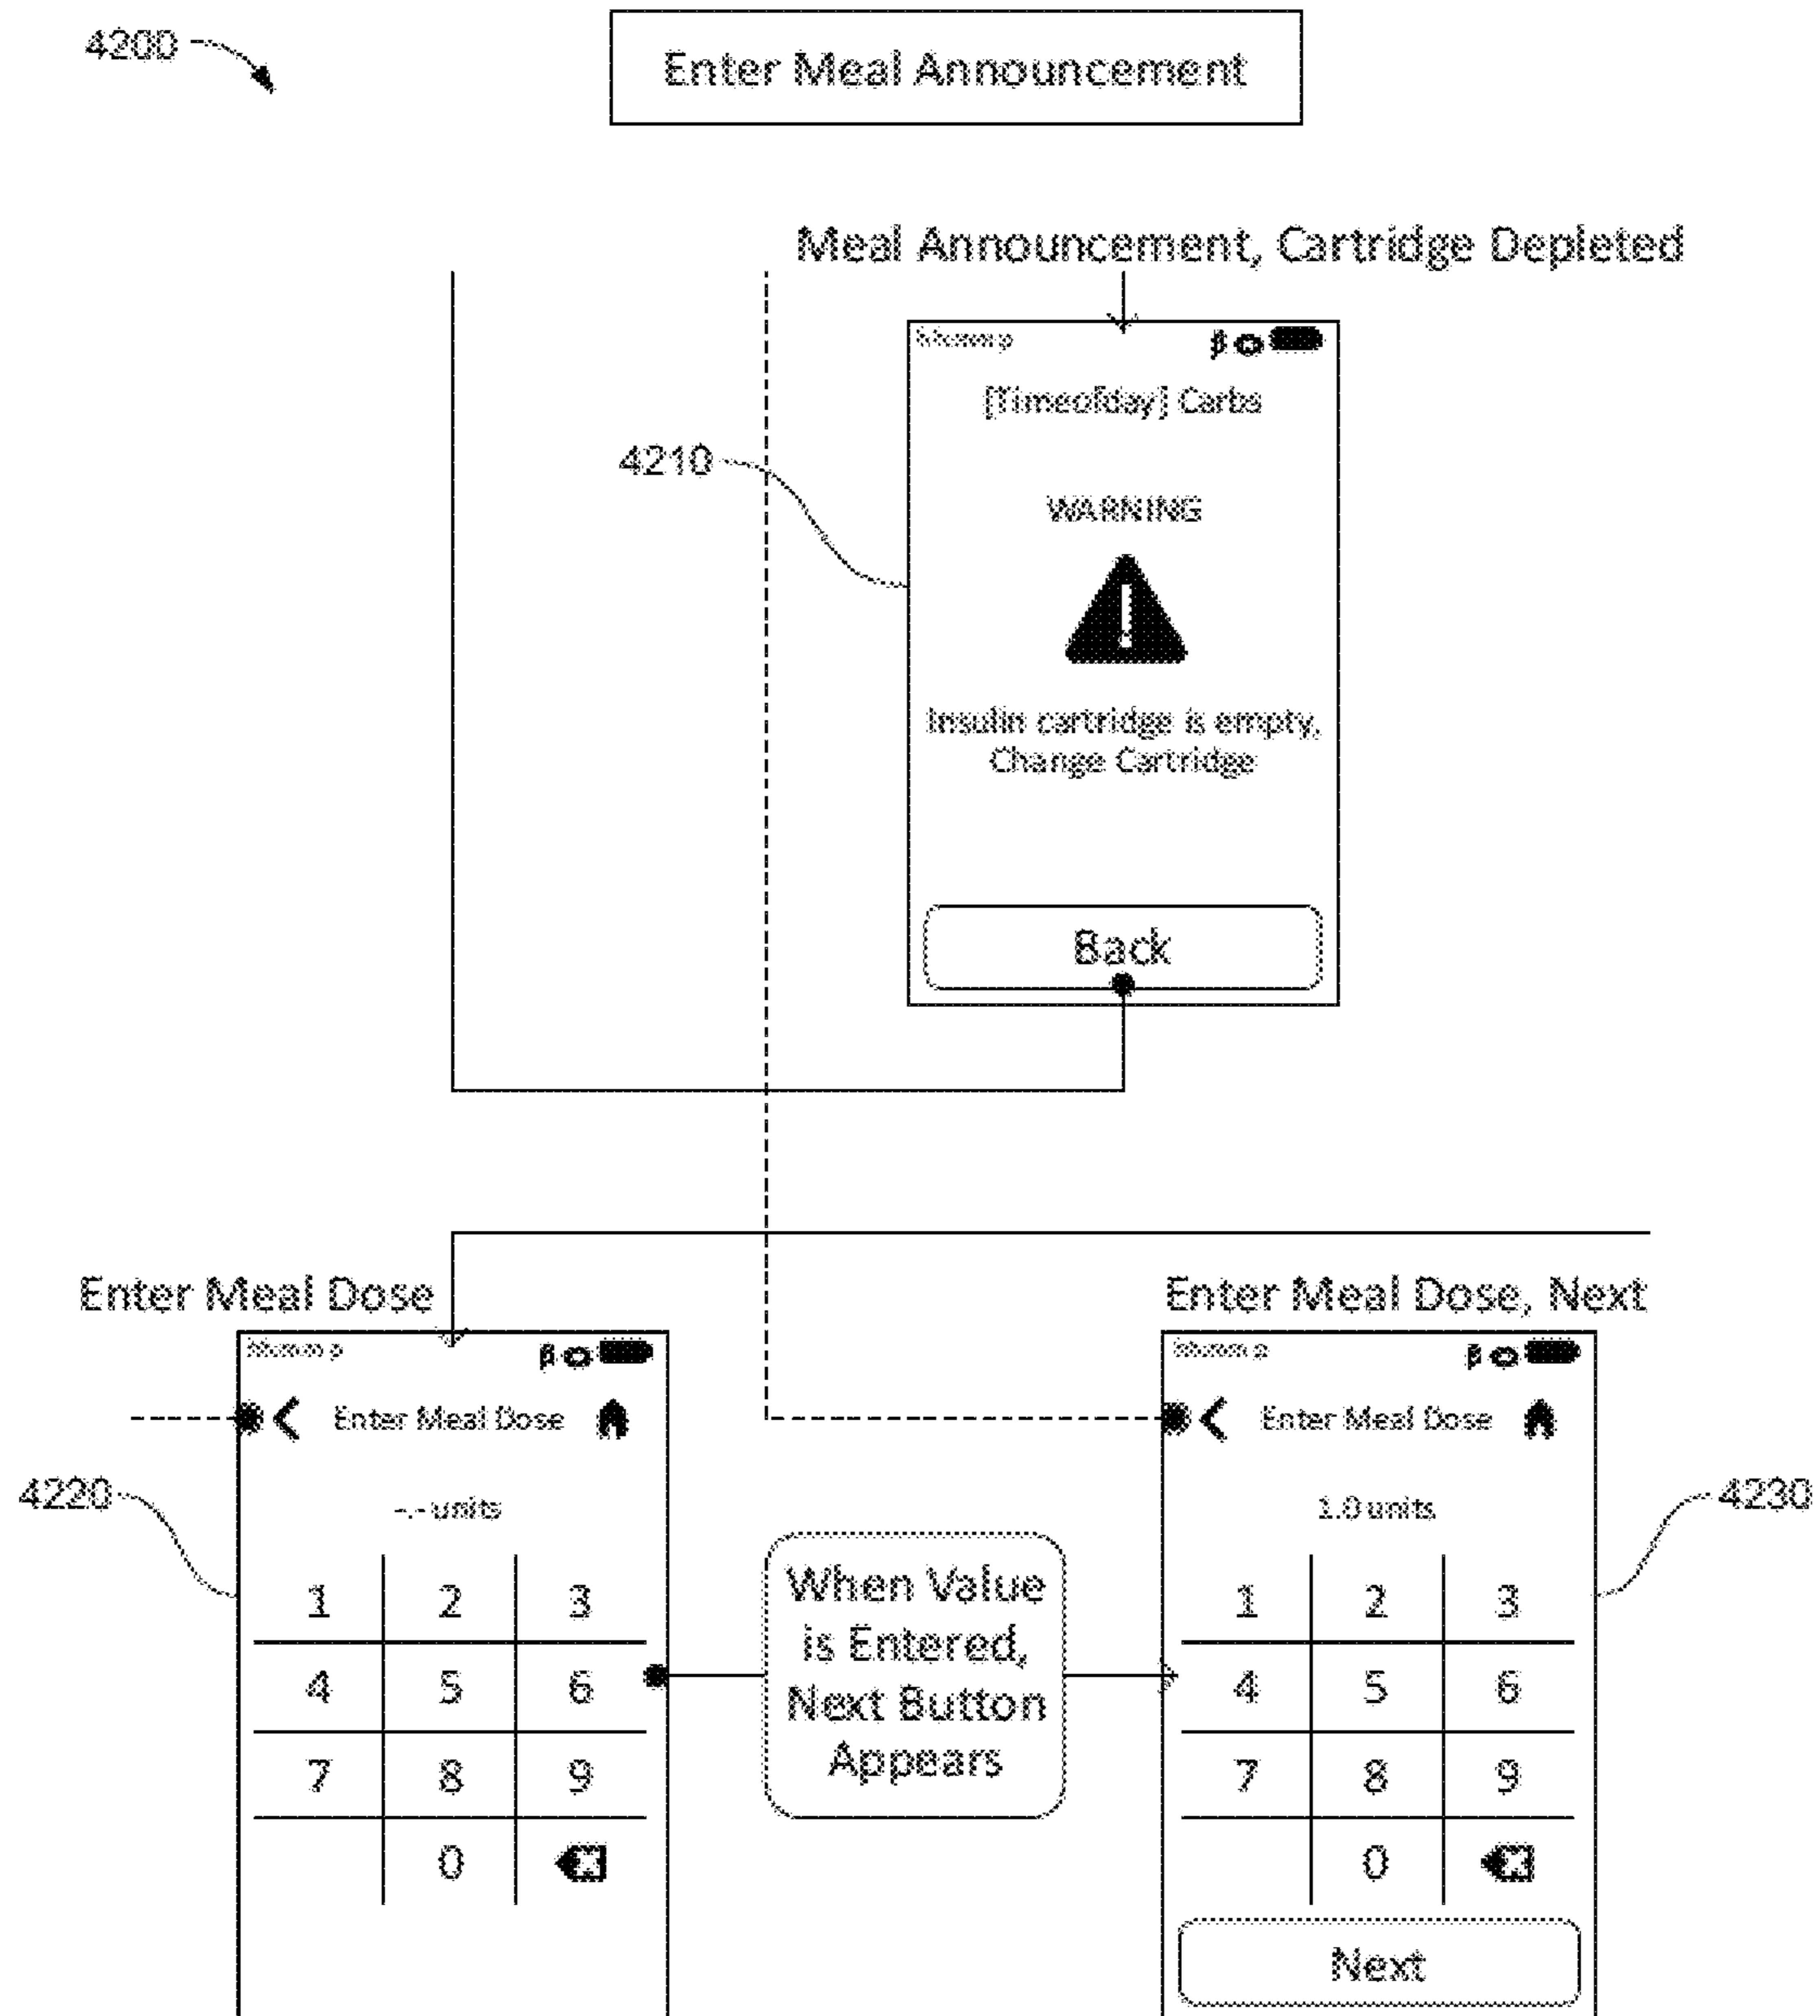 4200
Enter Meal Announcement
Meal Announcement, Cartridge Depleted
β
[Timeofday] Carbs
4210
WARNING
Insulin cartridge is empty,
Change Cartridge
Back
Enter Meal Dose
Enter Meal Dose, Next
β
β
Enter Meal Dose
Enter Meal Dose
4220
4230
-.- units
1.0 units
1 2 3
4 5 6
7 8 9
0
When Value
is Entered,
Next Button
Appears
1 2 3
4 5 6
7 8 9
0
Next